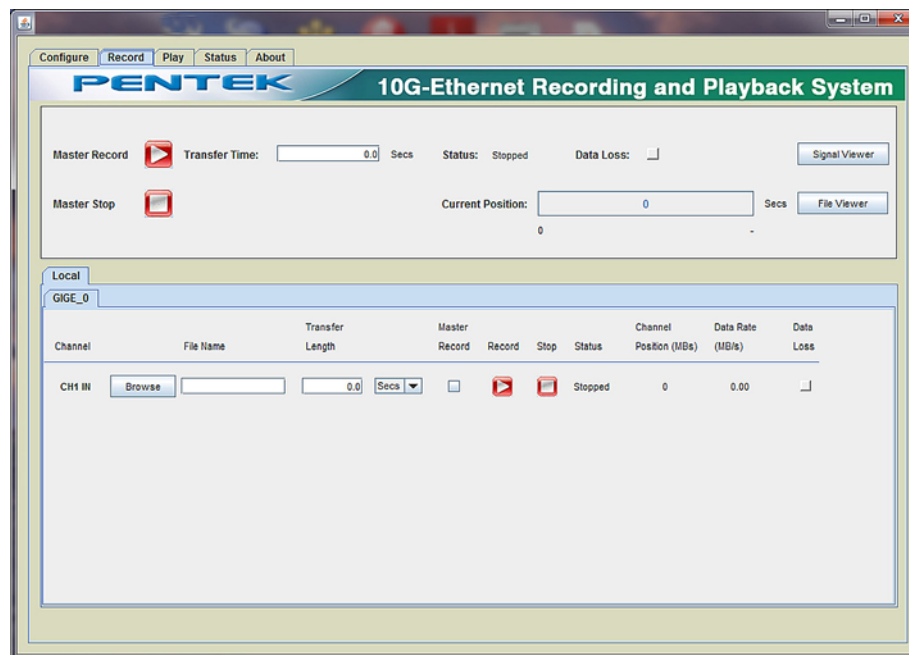 Configure Record Play Status About
PENTEK 10G-Ethernet Recording and Playback System
Master Record Transfer Time: 0.0 Secs Status: Stopped Data Loss: Signal Viewer
Master Stop Current Position: 0 Secs File Viewer
0 -
Local
GIGE_0
Transfer Master Channel Data Rate Data
Channel File Name Length Record Record Stop Status Position (MBs) (MB/s) Loss
CH1 IN Browse 0.0 Secs Stopped 0 0.00